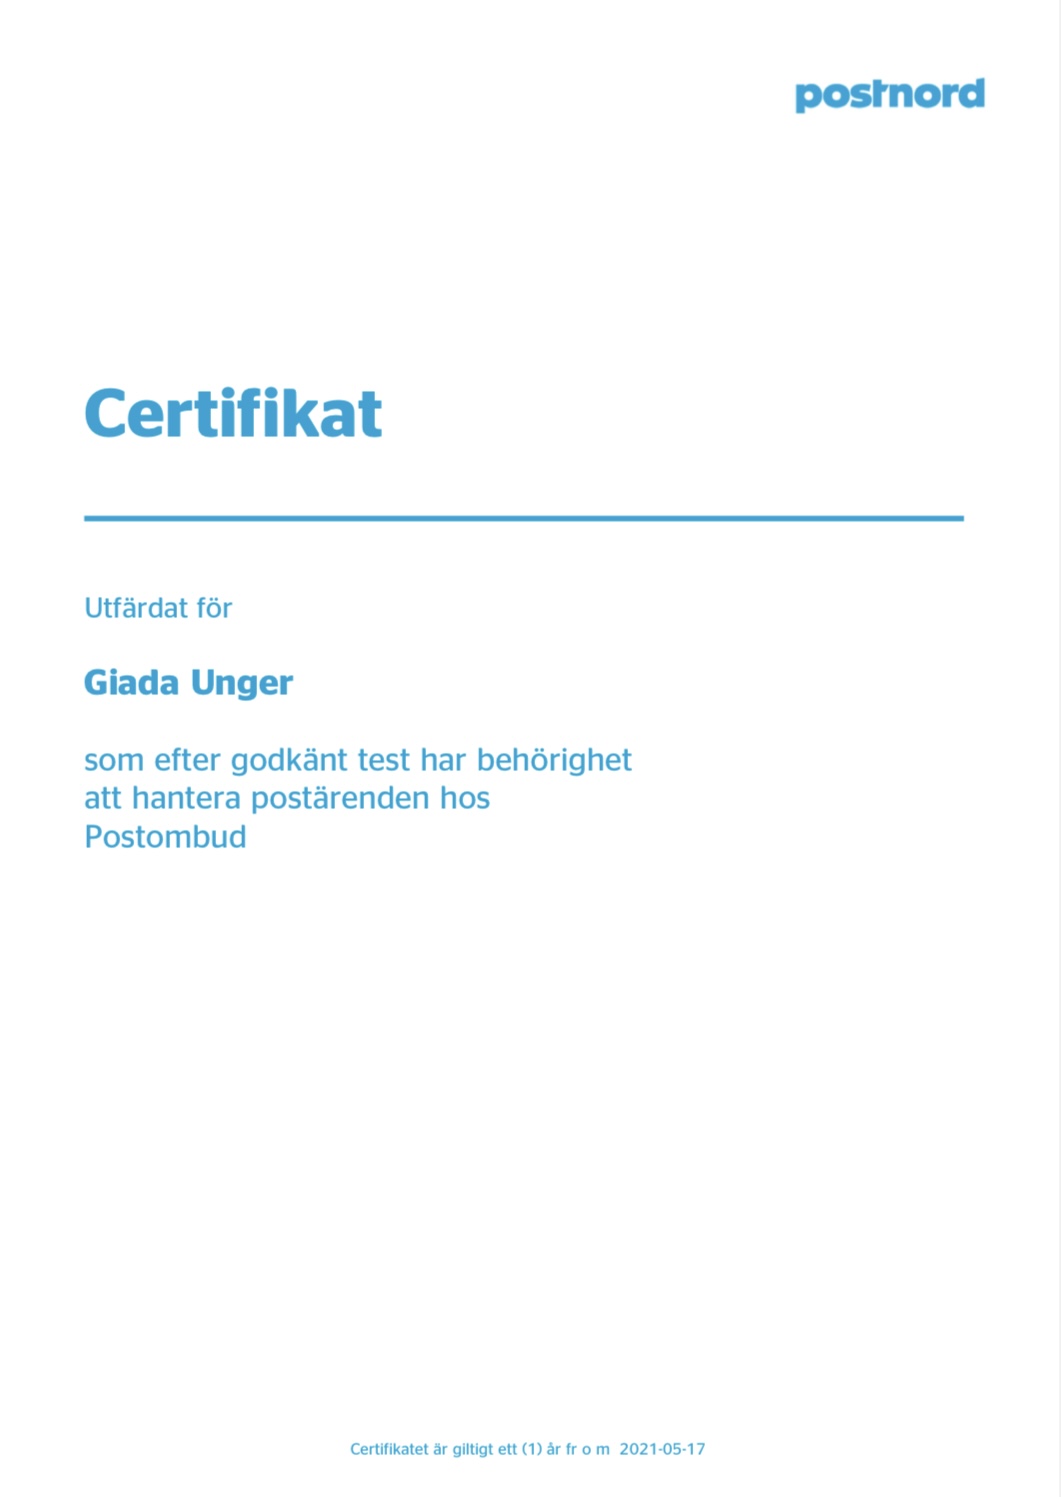 postnord
Certifikat
Utfärdat för
Giada Unger
som efter godkänt test har behörighet
att hantera postärenden hos
Postombud
Certifikatet är giltigt ett (1) år fr o m 2021-05-17